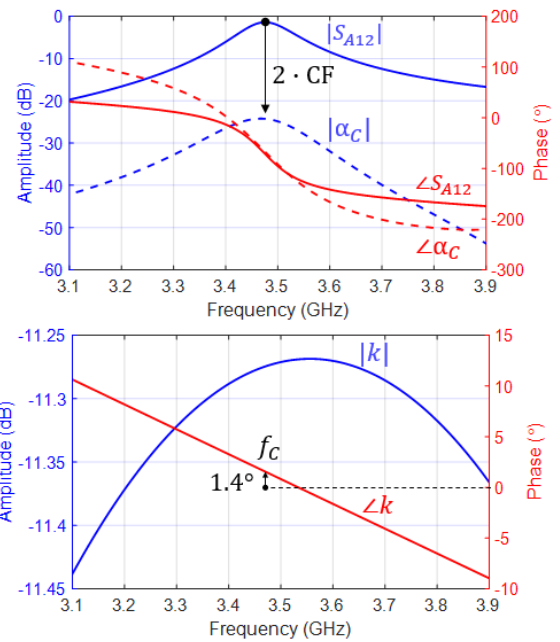 0
-10
-20
-30
-40
-50
-60
Amplitude (dB)
|S_{A12}|
2 · CF
|α_C|
∠S_{A12}
∠α_C
200
100
0
-100
-200
-300
Phase (°)
3.1 3.2 3.3 3.4 3.5 3.6 3.7 3.8 3.9
Frequency (GHz)
-11.25
-11.3
-11.35
-11.4
-11.45
Amplitude (dB)
|k|
f_C
1.4°
∠k
15
10
5
0
-5
-10
Phase (°)
3.1 3.2 3.3 3.4 3.5 3.6 3.7 3.8 3.9
Frequency (GHz)